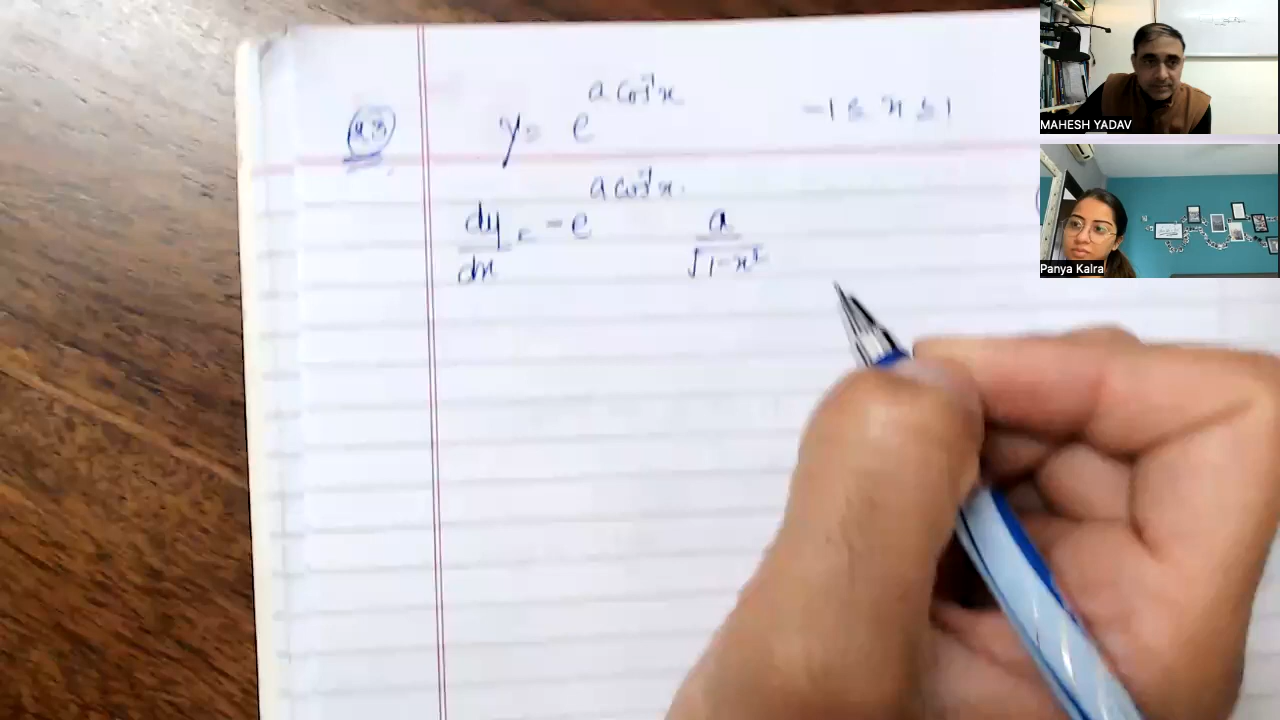 y = e^{a cos⁻¹x} -1 ≤ x ≤ 1
dy/dx = -e^{a cos⁻¹x} a/√1-x²
MAHESH YADAV
Panya Kalra